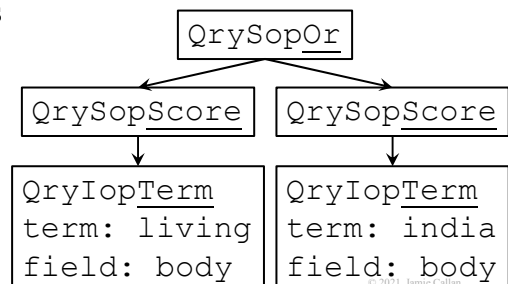 s
QrySopOr
QrySopScore
QrySopScore
QryIopTerm
term: living
field: body
QryIopTerm
term: india
field: body
© 2021, Jamie Callan